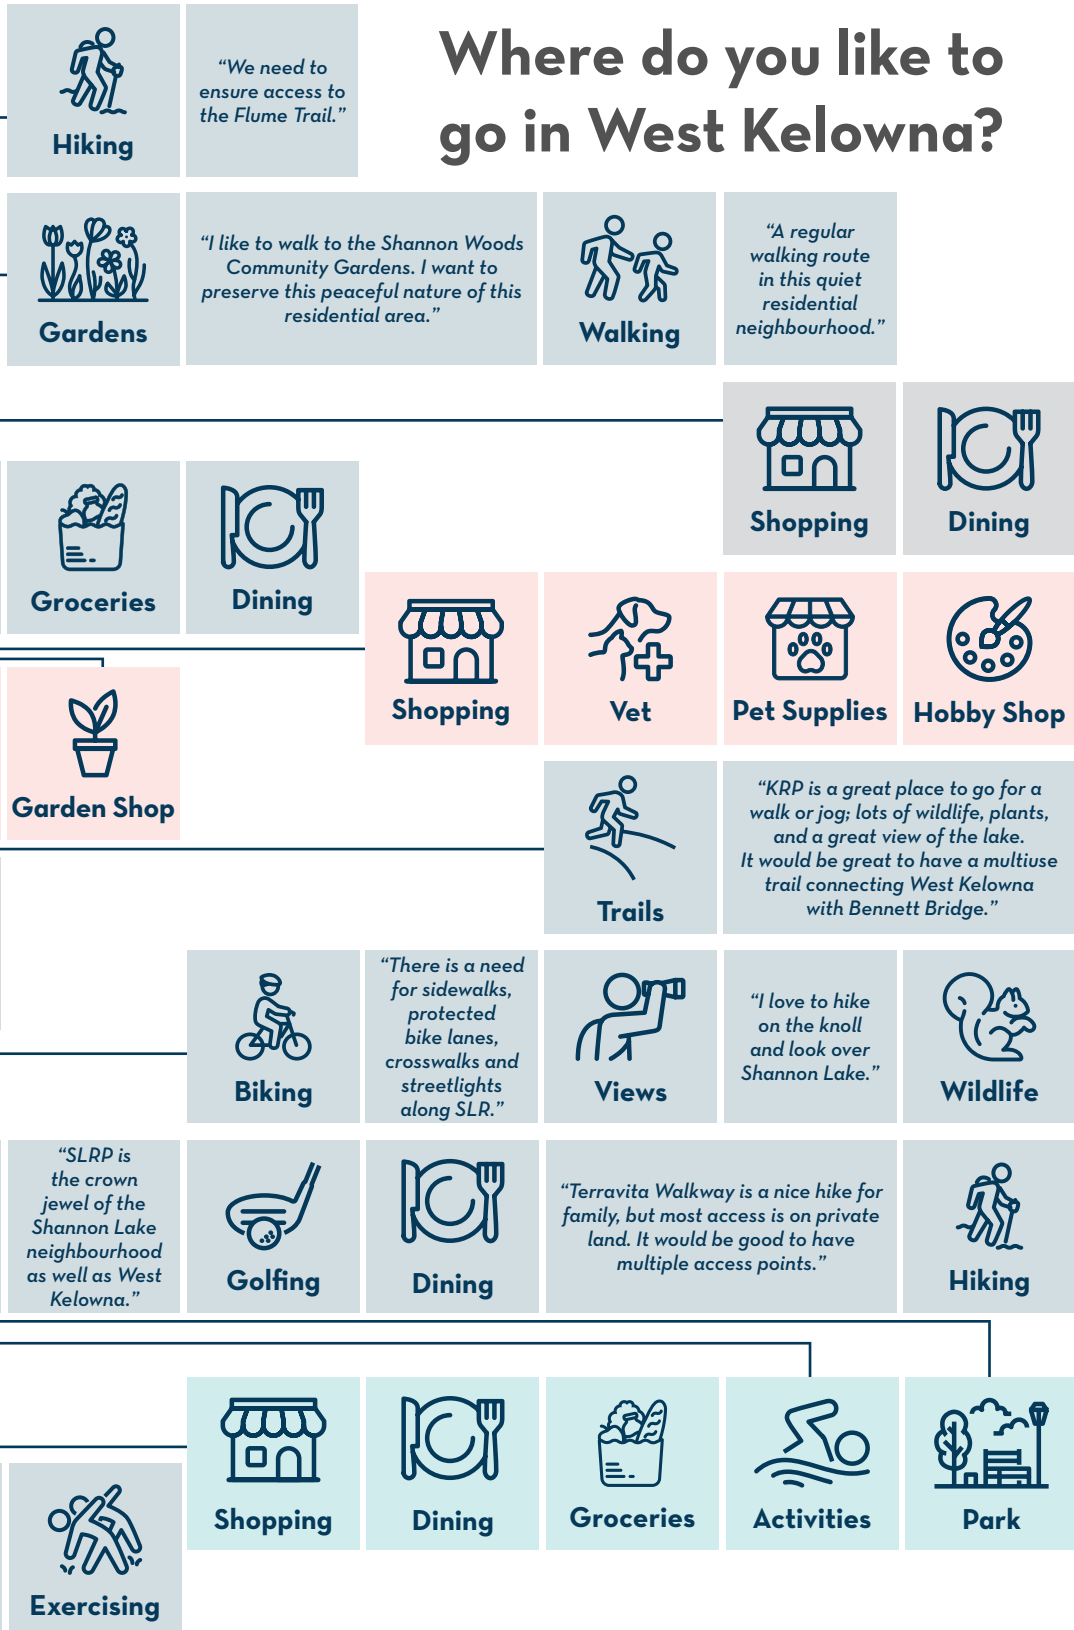 Where do you like to
go in West Kelowna?
Hiking
“We need to
ensure access to
the Flume Trail.”
Gardens
“I like to walk to the Shannon Woods
Community Gardens. I want to
preserve this peaceful nature of this
residential area.”
Walking
“A regular
walking route
in this quiet
residential
neighbourhood.”
Shopping
Dining
Groceries
Dining
Shopping
Vet
Pet Supplies
Hobby Shop
Garden Shop
Trails
“KRP is a great place to go for a
walk or jog; lots of wildlife, plants,
and a great view of the lake.
It would be great to have a multiuse
trail connecting West Kelowna
with Bennett Bridge.”
Biking
“There is a need
for sidewalks,
protected
bike lanes,
crosswalks and
streetlights
along SLR.”
Views
“I love to hike
on the knoll
and look over
Shannon Lake.”
Wildlife
“SLRP is
the crown
jewel of the
Shannon Lake
neighbourhood
as well as West
Kelowna.”
Golfing
Dining
“Terravita Walkway is a nice hike for
family, but most access is on private
land. It would be good to have
multiple access points.”
Hiking
Shopping
Dining
Groceries
Activities
Park
Exercising